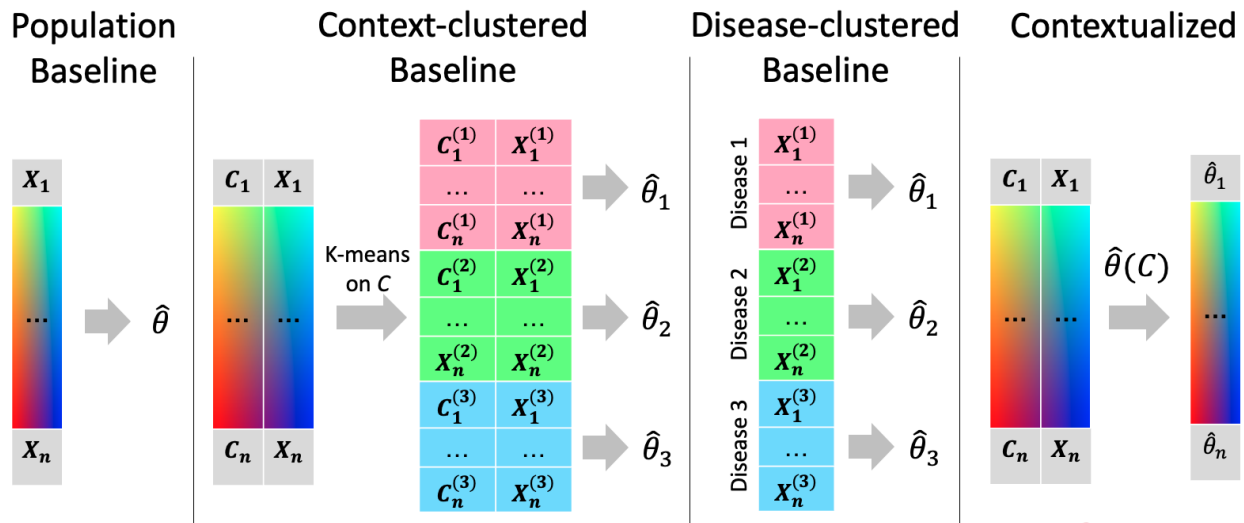 Population
Baseline
X₁
...
Xₙ
θ̂
Context-clustered
Baseline
C₁ X₁
... ...
Cₙ Xₙ
K-means
on C
C₁⁽¹⁾ X₁⁽¹⁾
... ...
Cₙ⁽¹⁾ Xₙ⁽¹⁾
θ̂₁
C₁⁽²⁾ X₁⁽²⁾
... ...
Xₙ⁽²⁾ Xₙ⁽²⁾
θ̂₂
C₁⁽³⁾ X₁⁽³⁾
... ...
Cₙ⁽³⁾ Xₙ⁽³⁾
θ̂₃
Disease-clustered
Baseline
Disease 1
X₁⁽¹⁾
...
Xₙ⁽¹⁾
θ̂₁
Disease 2
X₁⁽²⁾
...
Xₙ⁽²⁾
θ̂₂
Disease 3
X₁⁽³⁾
...
Xₙ⁽³⁾
θ̂₃
Contextualized
C₁ X₁
... ...
Cₙ Xₙ
θ̂(C)
θ̂₁
...
θ̂ₙ